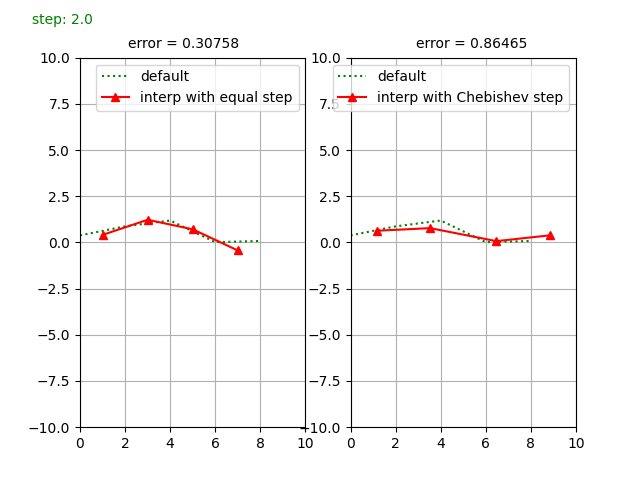 step: 2.0
error = 0.30758
default
interp with equal step
10.0
7.5
5.0
2.5
0.0
−2.5
−5.0
−7.5
−10.0
0 2 4 6 8 10
error = 0.86465
default
interp with Chebishev step
10.0
7.5
5.0
2.5
0.0
−2.5
−5.0
−7.5
−10.0
0 2 4 6 8 10